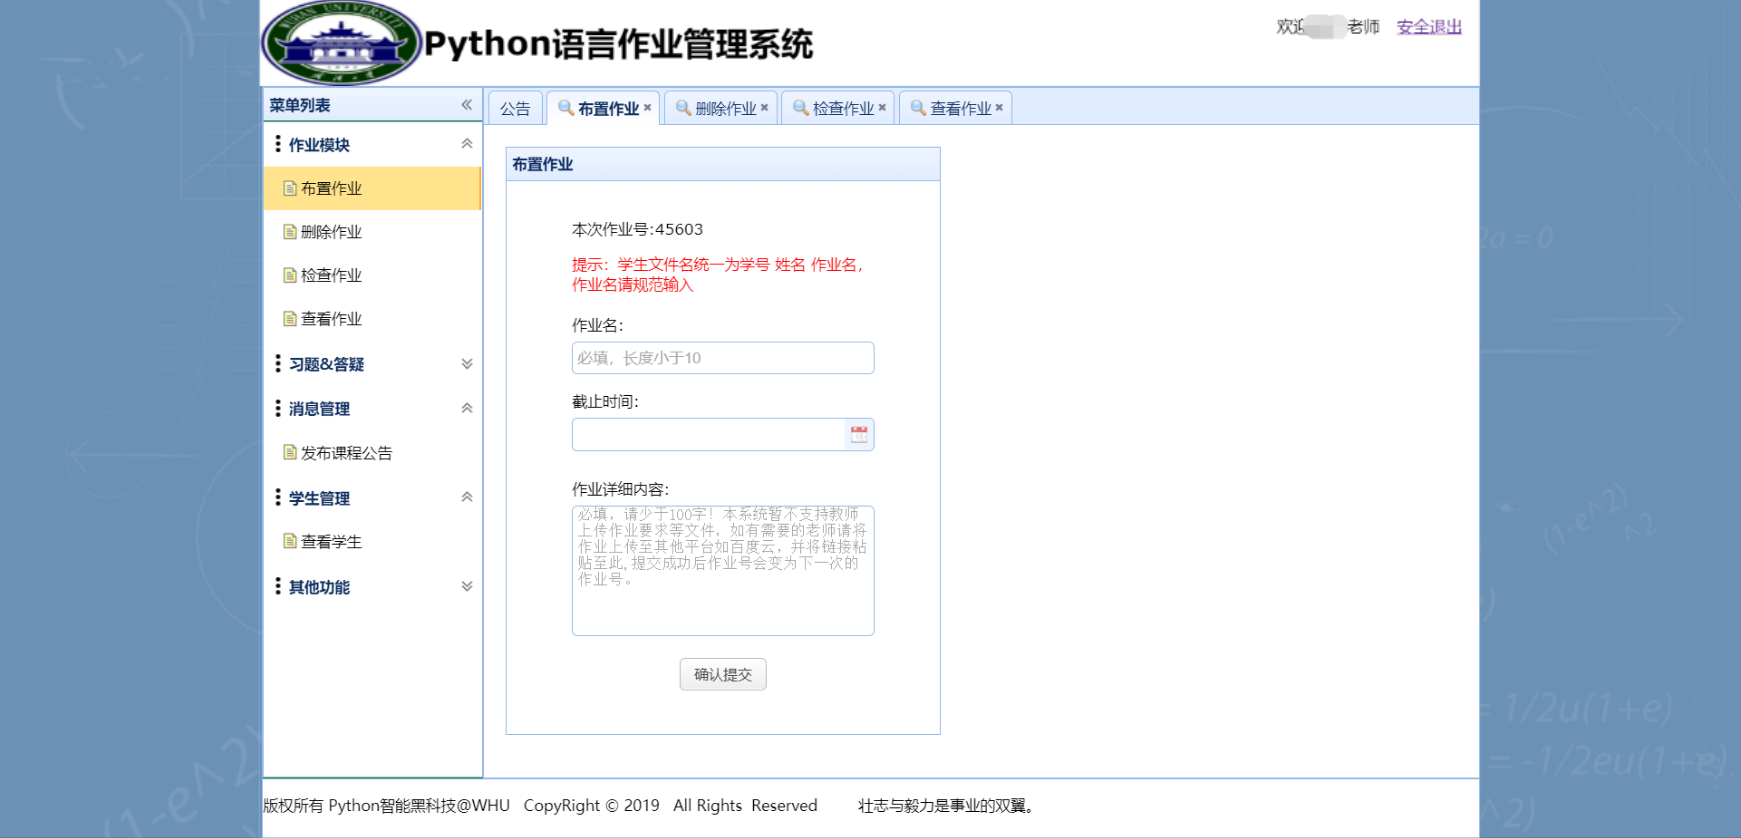 WUHAN UNIVERSITY
Python语言作业管理系统
欢迎 老师 安全退出
菜单列表
公告 布置作业 删除作业 检查作业 查看作业
作业模块
布置作业
删除作业
检查作业
查看作业
习题&答疑
消息管理
发布课程公告
学生管理
查看学生
其他功能
布置作业
本次作业号:45603
提示：学生文件名统一为学号 姓名 作业名，
作业名请规范输入
作业名：
必填，长度小于10
截止时间：
作业详细内容：
必填，请少于100字！本系统暂不支持教师
上传作业要求等文件，如有需要的老师请将
作业上传至其他平台如百度云，并将链接粘
贴至此,提交成功后作业号会变为下一次的
作业号。
确认提交
2a = 0
(1-e^2)
^2
= 1/2u(1+e)
= -1/2eu(1+e)
^2)
(1-e^2)
版权所有 Python智能黑科技@WHU CopyRight © 2019 All Rights Reserved 壮志与毅力是事业的双翼。